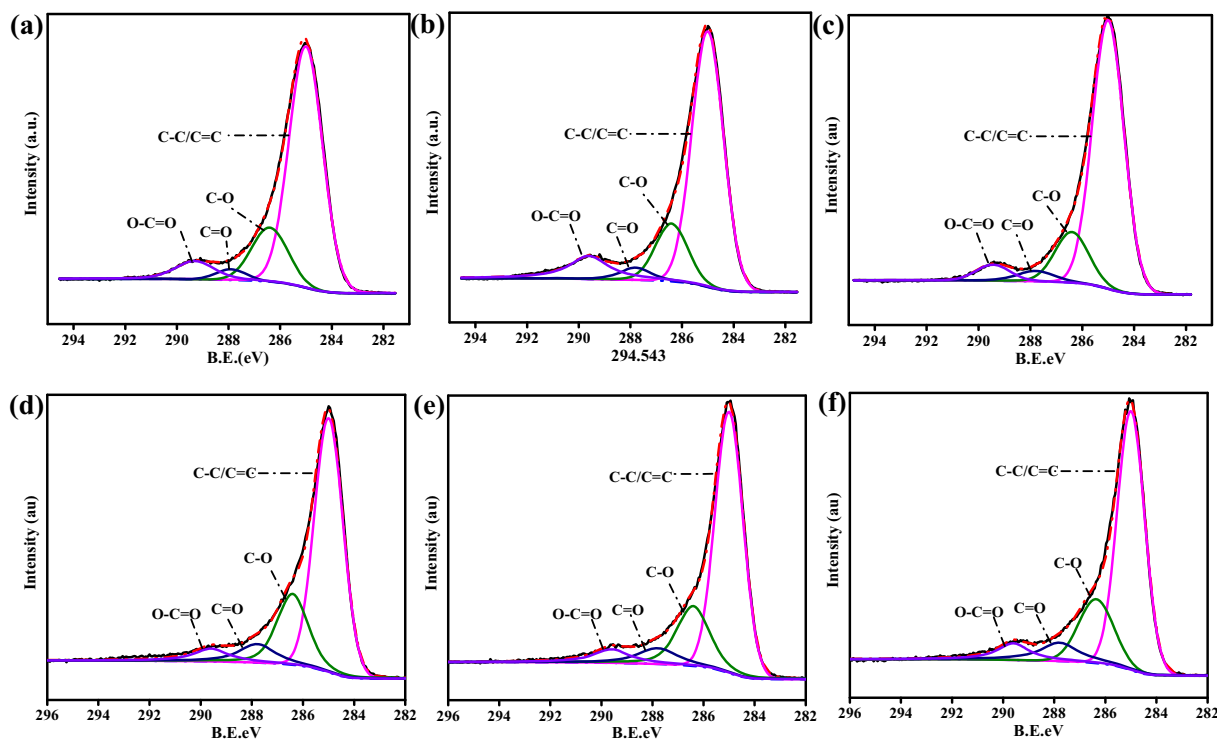 (a)
Intensity (a.u.)
C-C/C=C
C-O
O-C=O
C=O
294 292 290 288 286 284 282
B.E.(eV)
(b)
Intensity (a.u.)
C-C/C=C
C-O
C=O
O-C=O
294 292 290 288 286 284 282
294.543
(c)
Intensity (au)
C-C/C=C
C-O
O-C=O
C=O
294 292 290 288 286 284 282
B.E.eV
(d)
Intensity (au)
C-C/C=C
C-O
O-C=O
C=O
296 294 292 290 288 286 284 282
B.E.eV
(e)
Intensity (au)
C-C/C=C
C-O
O-C=O
C=O
296 294 292 290 288 286 284 282
B.E.eV
(f)
Intensity (au)
C-C/C=C
C-O
O-C=O
C=O
296 294 292 290 288 286 284 282
B.E.eV